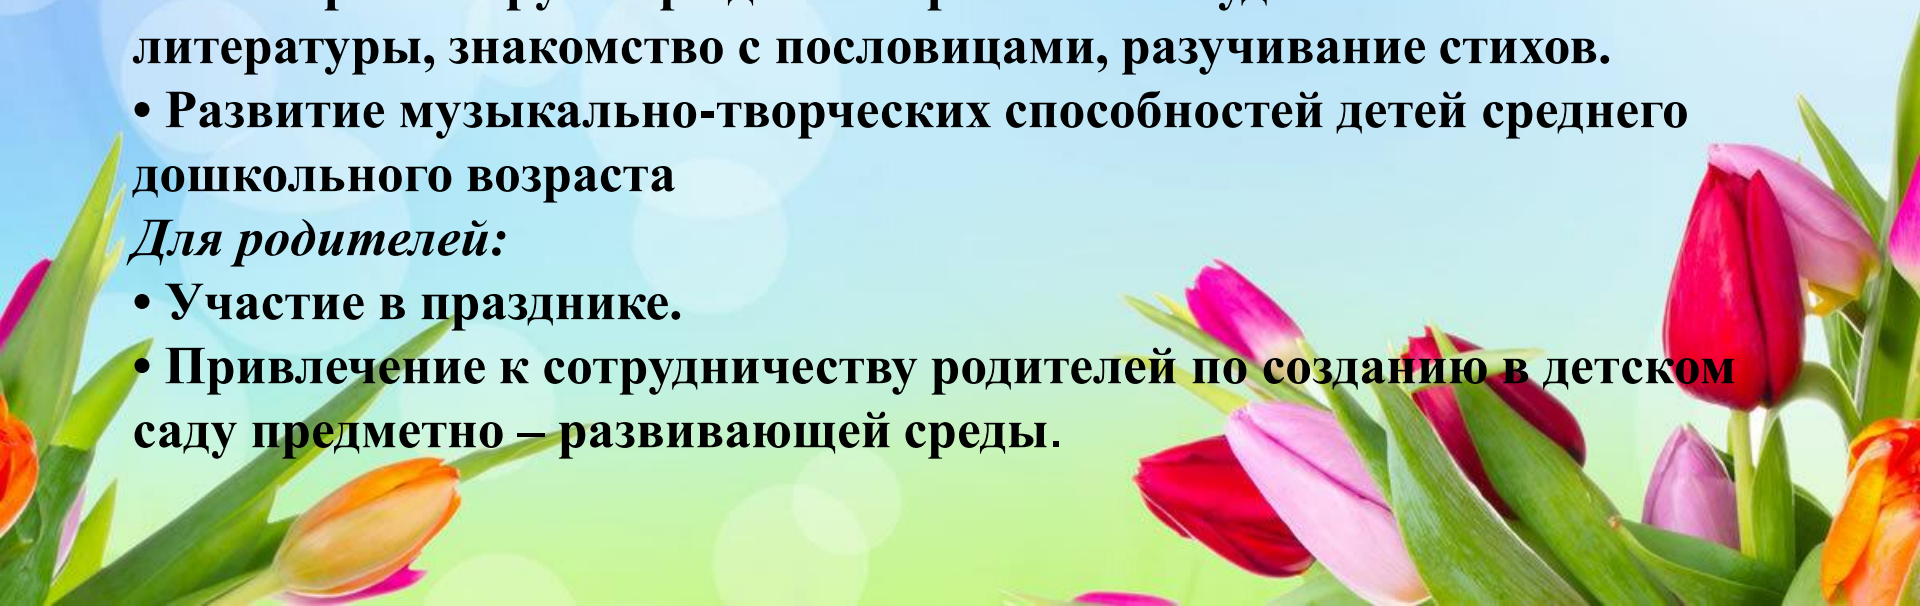 литературы, знакомство с пословицами, разучивание стихов.
• Развитие музыкально-творческих способностей детей среднего
дошкольного возраста
Для родителей:
• Участие в празднике.
• Привлечение к сотрудничеству родителей по созданию в детском
саду предметно – развивающей среды.